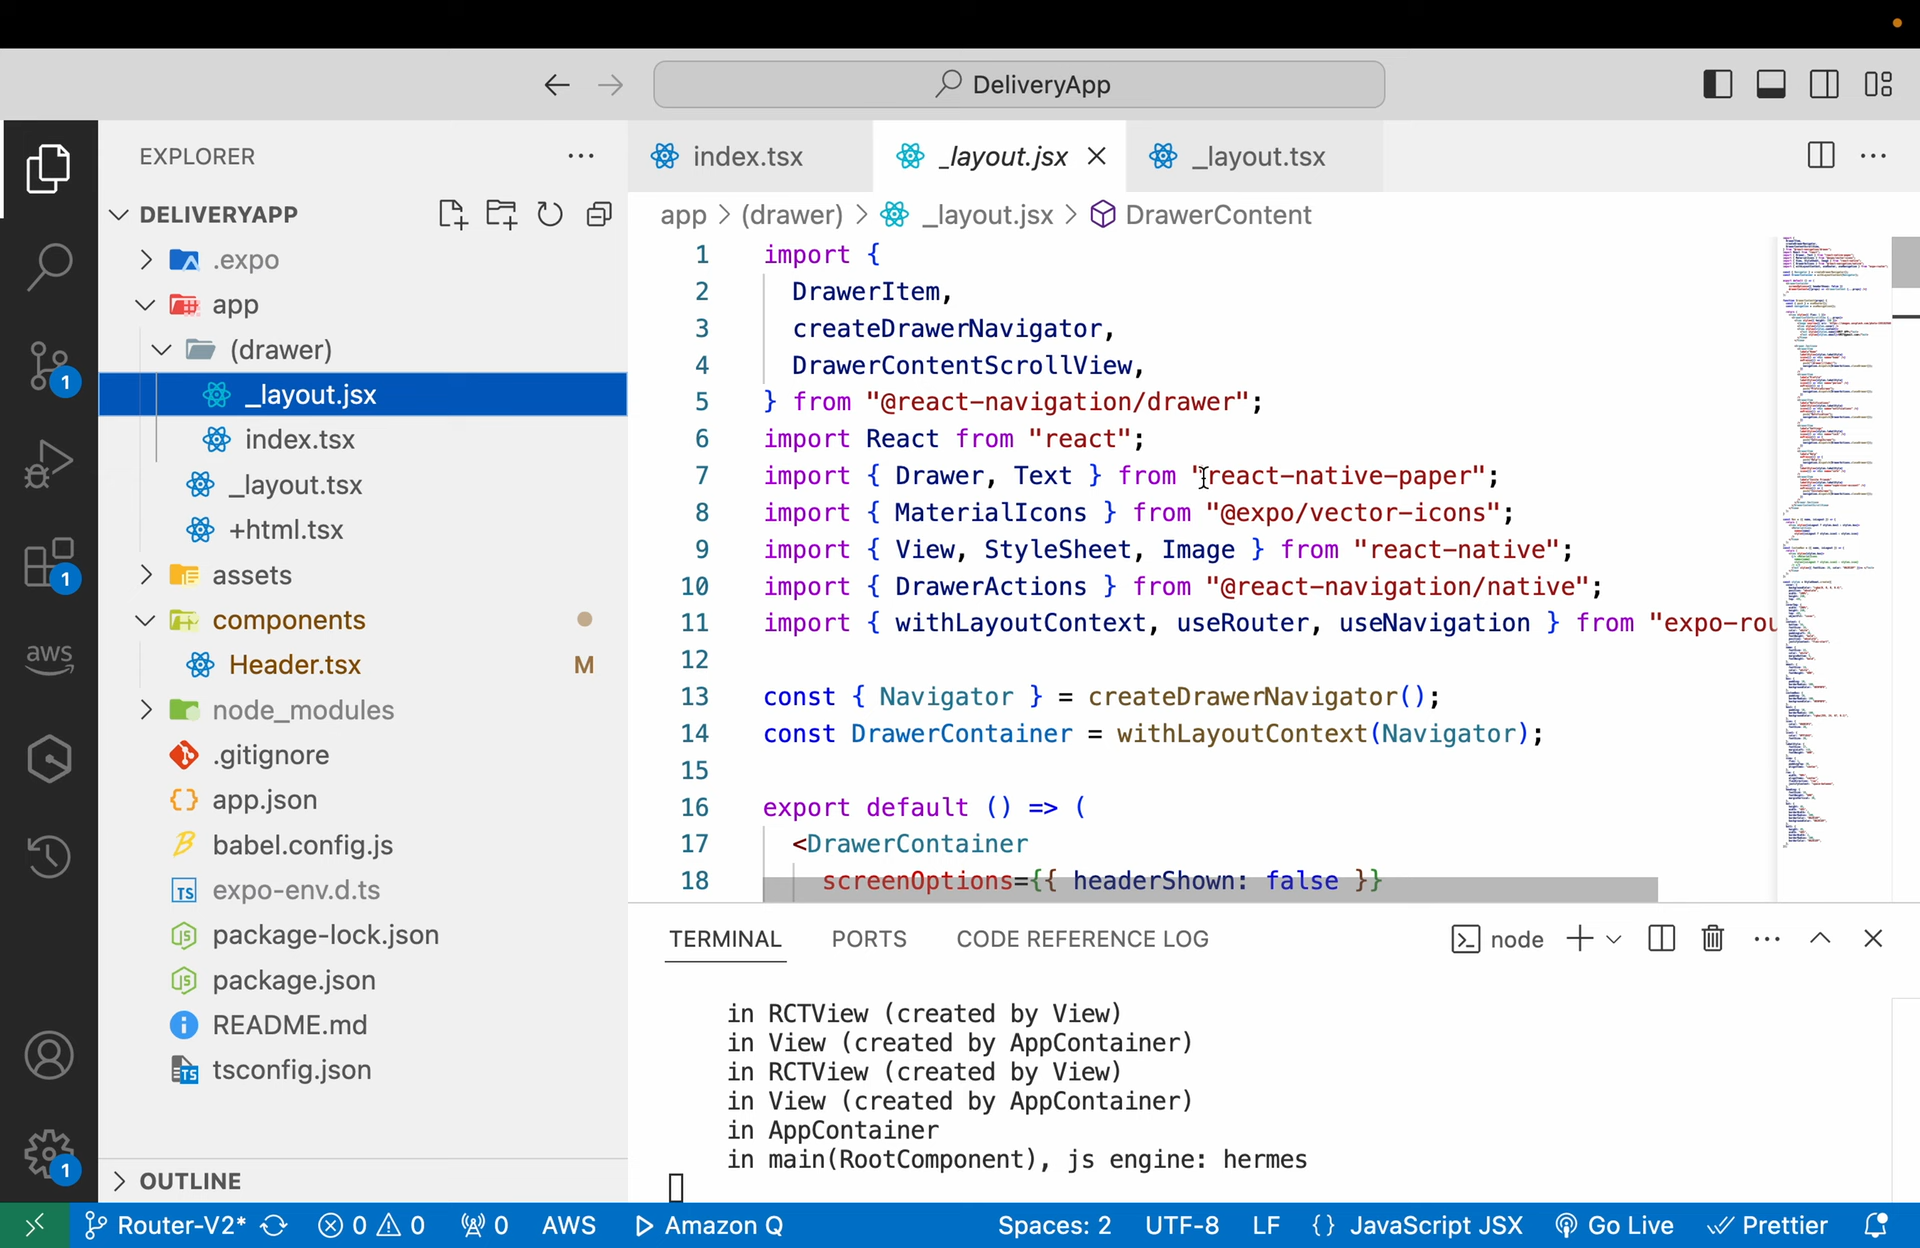 DeliveryApp
EXPLORER
index.tsx
_layout.jsx
_layout.tsx
DELIVERYAPP
.expo
app
(drawer)
_layout.jsx
index.tsx
_layout.tsx
+html.tsx
assets
components
Header.tsx M
node_modules
.gitignore
app.json
babel.config.js
expo-env.d.ts
package-lock.json
package.json
README.md
tsconfig.json
OUTLINE
1
1
aws
1
app > (drawer) > _layout.jsx > DrawerContent
1 import {
2 DrawerItem,
3 createDrawerNavigator,
4 DrawerContentScrollView,
5 } from "@react-navigation/drawer";
6 import React from "react";
7 import { Drawer, Text } from "react-native-paper";
8 import { MaterialIcons } from "@expo/vector-icons";
9 import { View, StyleSheet, Image } from "react-native";
10 import { DrawerActions } from "@react-navigation/native";
11 import { withLayoutContext, useRouter, useNavigation } from "expo-rou
12
13 const { Navigator } = createDrawerNavigator();
14 const DrawerContainer = withLayoutContext(Navigator);
15
16 export default () => (
17 <DrawerContainer
18 screenOptions={{ headerShown: false }}
TERMINAL PORTS CODE REFERENCE LOG node
in RCTView (created by View)
in View (created by AppContainer)
in RCTView (created by View)
in View (created by AppContainer)
in AppContainer
in main(RootComponent), js engine: hermes
Router-V2* 0 0 0 AWS Amazon Q Spaces: 2 UTF-8 LF {} JavaScript JSX Go Live Prettier